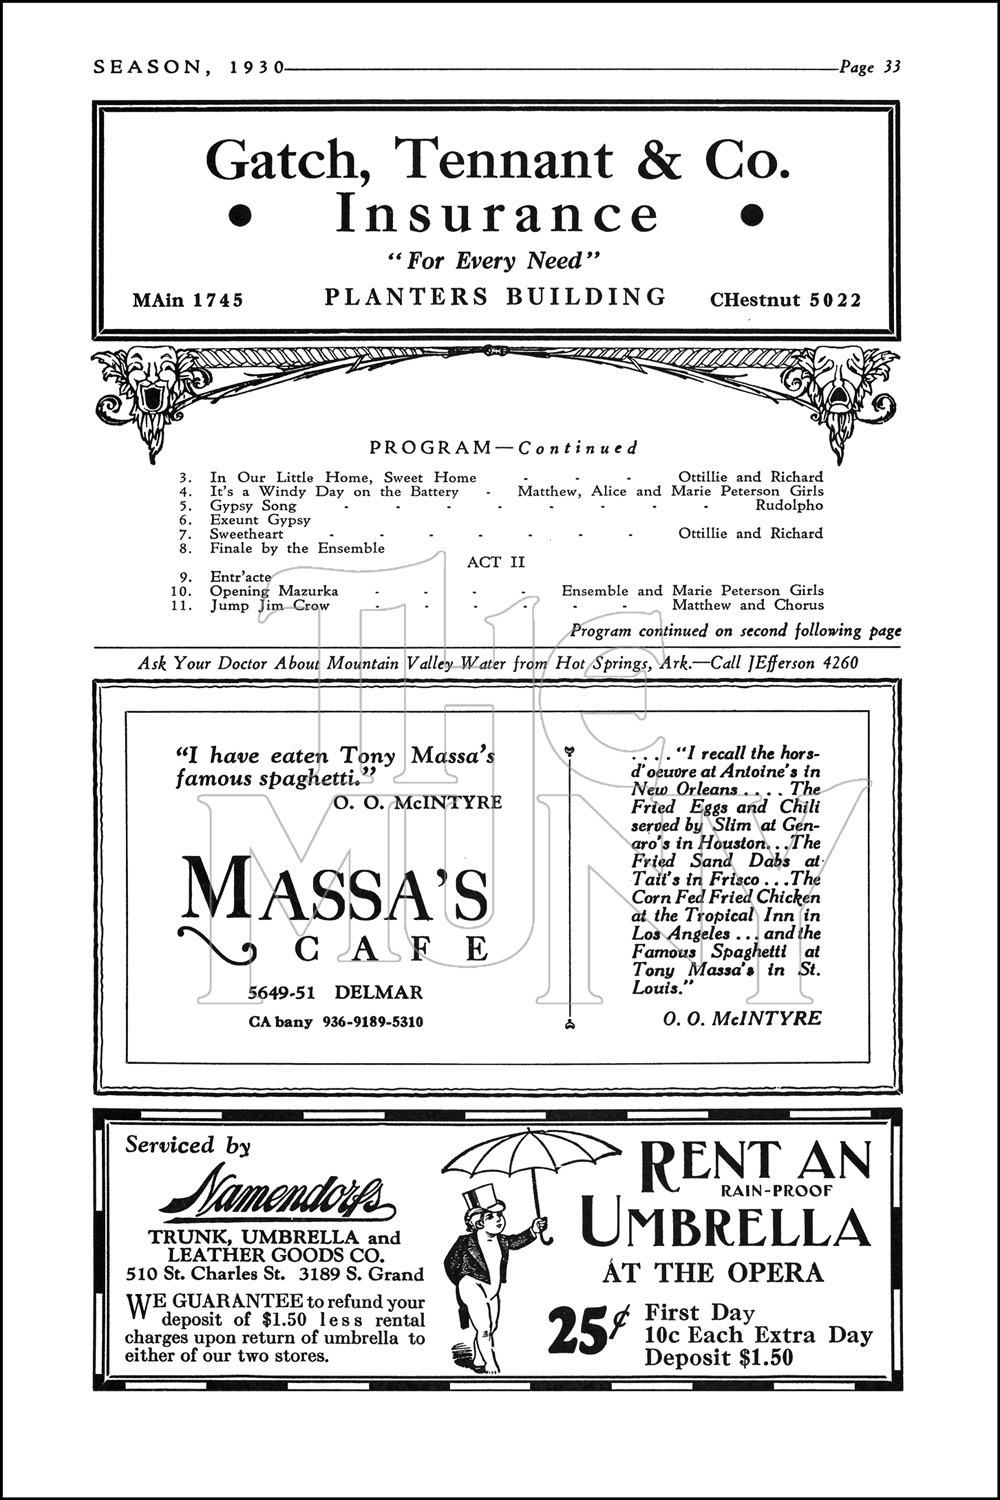 SEASON, 1930 Page 33
Gatch, Tennant & Co.
• Insurance •
"For Every Need"
MAin 1745 PLANTERS BUILDING CHestnut 5022
PROGRAM—Continued
3. In Our Little Home, Sweet Home - - - Ottillie and Richard
4. It's a Windy Day on the Battery - Matthew, Alice and Marie Peterson Girls
5. Gypsy Song - - - - - - - - Rudolpho
6. Exeunt Gypsy
7. Sweetheart - - - - - - Ottillie and Richard
8. Finale by the Ensemble
ACT II
9. Entr'acte
10. Opening Mazurka - - - - Ensemble and Marie Peterson Girls
11. Jump Jim Crow - - - - - - Matthew and Chorus
Program continued on second following page
Ask Your Doctor About Mountain Valley Water from Hot Springs, Ark.—Call JEfferson 4260
"I have eaten Tony Massa's
famous spaghetti."
O. O. McINTYRE
MASSA'S
CAFE
5649-51 DELMAR
CAbany 936-9189-5310
. . . . "I recall the hors-
d'oeuvre at Antoine's in
New Orleans . . . . The
Fried Eggs and Chili
served by Slim at Gen-
aro's in Houston. . .The
Fried Sand Dabs at
Tait's in Frisco . . .The
Corn Fed Fried Chicken
at the Tropical Inn in
Los Angeles . . . and the
Famous Spaghetti at
Tony Massa's in St.
Louis."
O. O. McINTYRE
THE
MUNY
Serviced by
Namendorfs
TRUNK, UMBRELLA and
LEATHER GOODS CO.
510 St. Charles St. 3189 S. Grand
WE GUARANTEE to refund your
deposit of $1.50 less rental
charges upon return of umbrella to
either of our two stores.
RENT AN
RAIN-PROOF
UMBRELLA
AT THE OPERA
25¢ First Day
10c Each Extra Day
Deposit $1.50